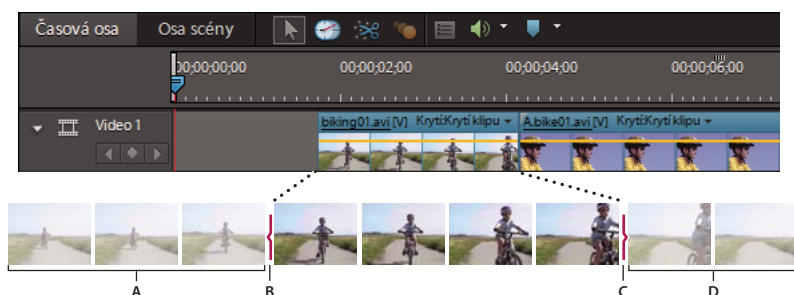 Časová osa Osa scény
00;00;00;00 00;00;02;00 00;00;04;00 00;00;06;00
Video 1 biking01.avi [V] Krytí:Krytí klipu A.bike01.avi [V] Krytí:Krytí klipu
A B C D